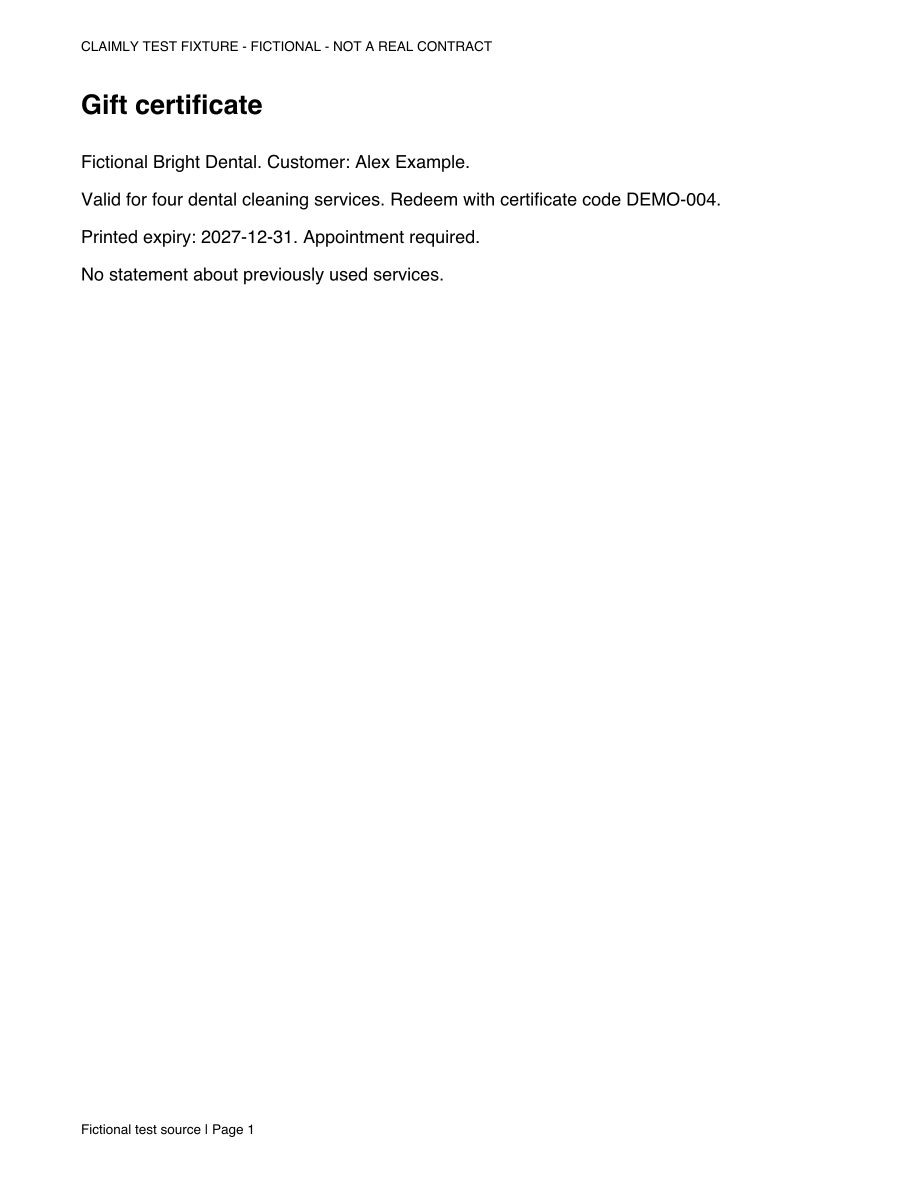 CLAIMLY TEST FIXTURE - FICTIONAL - NOT A REAL CONTRACT
Gift certificate
Fictional Bright Dental. Customer: Alex Example.
Valid for four dental cleaning services. Redeem with certificate code DEMO-004.
Printed expiry: 2027-12-31. Appointment required.
No statement about previously used services.
Fictional test source | Page 1